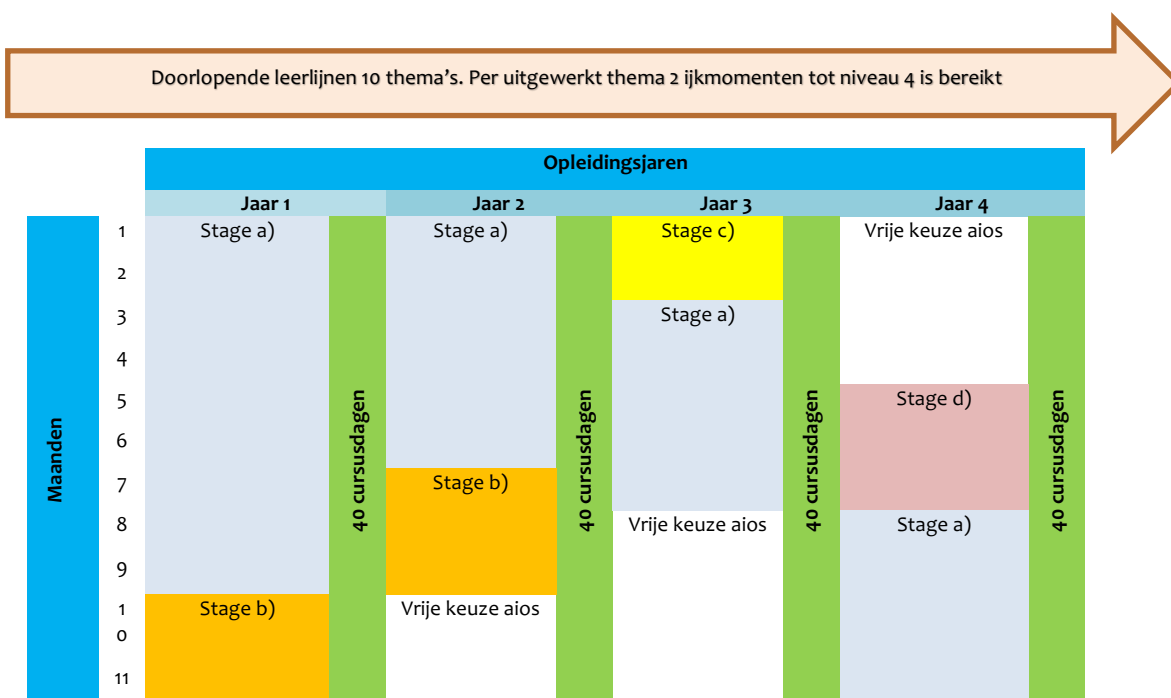 Doorlopende leerlijnen 10 thema's. Per uitgewerkt thema 2 ijkmomenten tot niveau 4 is bereikt
Opleidingsjaren
Jaar 1 Jaar 2 Jaar 3 Jaar 4
Maanden
40 cursusdagen
40 cursusdagen
40 cursusdagen
40 cursusdagen
1 Stage a) Stage a) Stage c) Vrije keuze aios
2
3 Stage a)
4
5 Stage d)
6
7 Stage b)
8 Vrije keuze aios Stage a)
9
1 Stage b) Vrije keuze aios
0
11